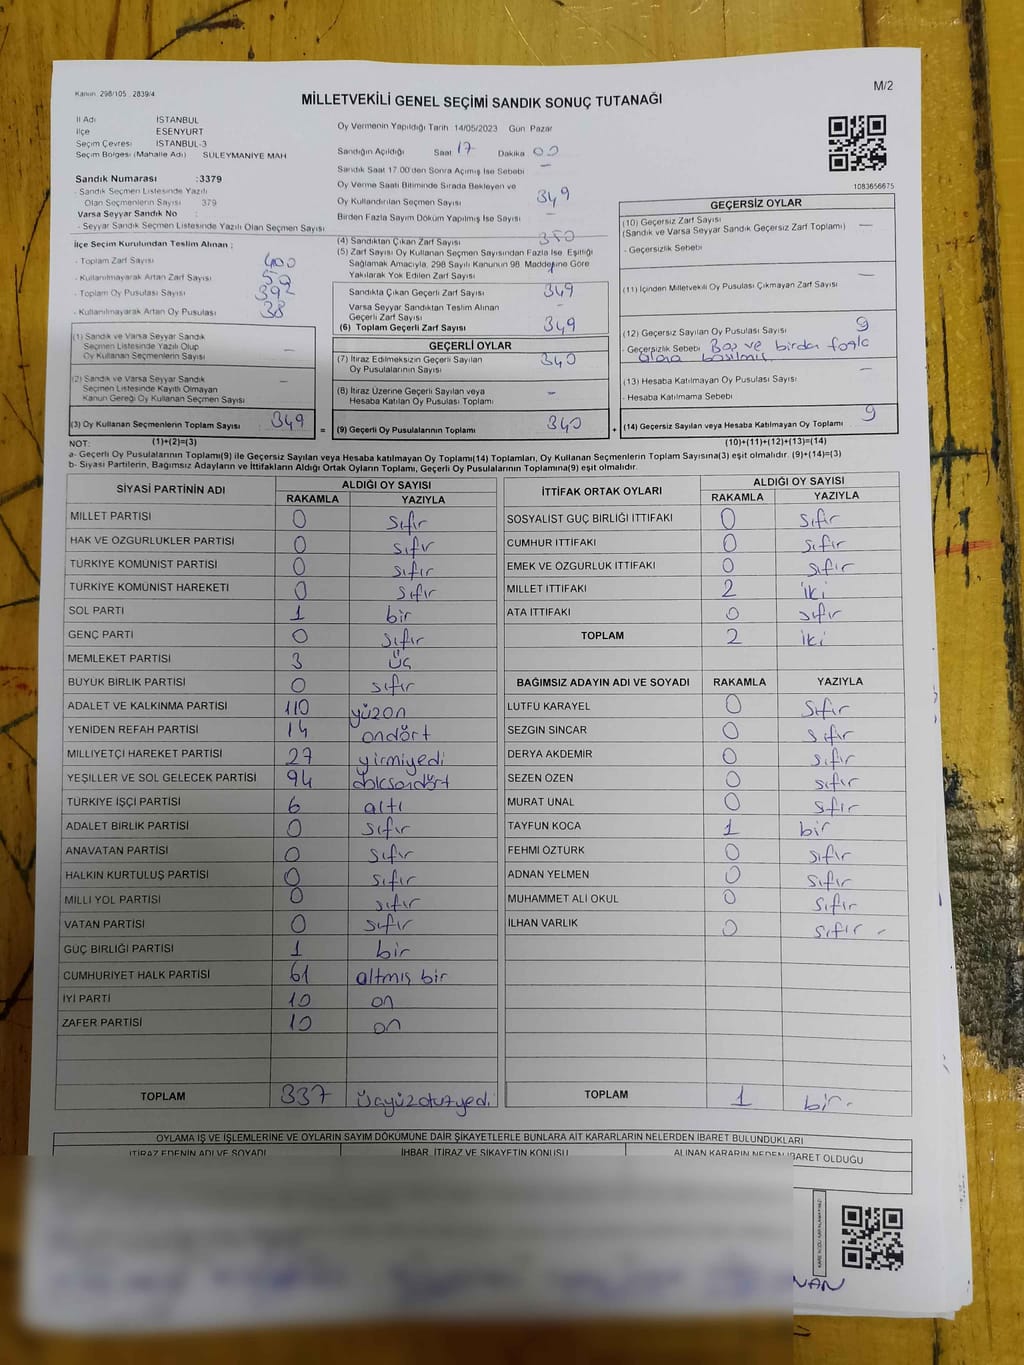 Kanun 298/105 2839/4
M/2
MİLLETVEKİLİ GENEL SEÇİMİ SANDIK SONUÇ TUTANAĞI
İl Adı İSTANBUL
İlçe ESENYURT
Seçim Çevresi İSTANBUL-3
Seçim Bölgesi (Mahalle Adı) SÜLEYMANİYE MAH
Sandık Numarası :3379
- Sandık Seçmen Listesinde Yazılı
Olan Seçmenlerin Sayısı 379
Varsa Seyyar Sandık No :
- Seyyar Sandık Seçmen Listesinde Yazılı Olan Seçmen Sayısı
İlçe Seçim Kurulundan Teslim Alınan ;
- Toplam Zarf Sayısı 400
- Kullanılmayarak Artan Zarf Sayısı 50
- Toplam Oy Pusulası Sayısı 392
- Kullanılmayarak Artan Oy Pusulası 38
(1) Sandık ve Varsa Seyyar Sandık
Seçmen Listesinde Yazılı Olup
Oy Kullanan Seçmenlerin Sayısı —
(2) Sandık ve Varsa Seyyar Sandık
Seçmen Listesinde Kayıtlı Olmayan
Kanun Gereği Oy Kullanan Seçmen Sayısı —
(3) Oy Kullanan Seçmenlerin Toplam Sayısı 349
(1)+(2)=(3)
Oy Vermenin Yapıldığı Tarih 14/05/2023 Gün Pazar
Sandığın Açıldığı Saat 17 Dakika 00
Sandık Saat 17.00'den Sonra Açılmış İse Sebebi —
Oy Verme Saati Bitiminde Sırada Bekleyen ve
Oy Kullandırılan Seçmen Sayısı 349
Birden Fazla Sayım Döküm Yapılmış İse Sayısı —
(4) Sandıktan Çıkan Zarf Sayısı 350
(5) Zarf Sayısı Oy Kullanan Seçmen Sayısından Fazla İse, Eşitliği
Sağlamak Amacıyla, 298 Sayılı Kanunun 98. Maddesine Göre
Yakılarak Yok Edilen Zarf Sayısı 1
Sandıkta Çıkan Geçerli Zarf Sayısı 349
Varsa Seyyar Sandıktan Teslim Alınan
Geçerli Zarf Sayısı —
(6) Toplam Geçerli Zarf Sayısı 349
GEÇERLİ OYLAR
(7) İtiraz Edilmeksizin Geçerli Sayılan
Oy Pusulalarının Sayısı 340
(8) İtiraz Üzerine Geçerli Sayılan veya
Hesaba Katılan Oy Pusulası Toplamı —
= (9) Geçerli Oy Pusulalarının Toplamı 340 +
1083656675
GEÇERSİZ OYLAR
(10) Geçersiz Zarf Sayısı
(Sandık ve Varsa Seyyar Sandık Geçersiz Zarf Toplamı) —
- Geçersizlik Sebebi
(11) İçinden Milletvekili Oy Pusulası Çıkmayan Zarf Sayısı —
(12) Geçersiz Sayılan Oy Pusulası Sayısı 9
- Geçersizlik Sebebi Boş ve birden fazla
alana basılmış
(13) Hesaba Katılmayan Oy Pusulası Sayısı —
- Hesaba Katılmama Sebebi
(14) Geçersiz Sayılan veya Hesaba Katılmayan Oy Toplamı 9
(10)+(11)+(12)+(13)=(14)
NOT:
a- Geçerli Oy Pusulalarının Toplamı(9) ile Geçersiz Sayılan veya Hesaba Katılmayan oy Toplamı(14) Toplamları, Oy Kullanan Seçmenlerin Toplam Sayısına(3) eşit olmalıdır. (9)+(14)=(3)
b- Siyasi Partilerin, Bağımsız Adayların ve İttifakların Aldığı Ortak Oyların Toplamı, Geçerli Oy Pusulalarının Toplamına(9) eşit olmalıdır.
SİYASİ PARTİNİN ADI ALDIĞI OY SAYISI
RAKAMLA YAZIYLA
MİLLET PARTİSİ 0 sıfır
HAK VE ÖZGÜRLÜKLER PARTİSİ 0 sıfır
TÜRKİYE KOMÜNİST PARTİSİ 0 sıfır
TÜRKİYE KOMÜNİST HAREKETİ 0 sıfır
SOL PARTİ 1 bir
GENÇ PARTİ 0 sıfır
MEMLEKET PARTİSİ 3 üç
BÜYÜK BİRLİK PARTİSİ 0 sıfır
ADALET VE KALKINMA PARTİSİ 110 yüzon
YENİDEN REFAH PARTİSİ 14 ondört
MİLLİYETÇİ HAREKET PARTİSİ 27 yirmiyedi
YEŞİLLER VE SOL GELECEK PARTİSİ 94 doksandört
TÜRKİYE İŞÇİ PARTİSİ 6 altı
ADALET BİRLİK PARTİSİ 0 sıfır
ANAVATAN PARTİSİ 0 sıfır
HALKIN KURTULUŞ PARTİSİ 0 sıfır
MİLLİ YOL PARTİSİ 0 sıfır
VATAN PARTİSİ 0 sıfır
GÜÇ BİRLİĞİ PARTİSİ 1 bir
CUMHURİYET HALK PARTİSİ 61 altmış bir
İYİ PARTİ 10 on
ZAFER PARTİSİ 10 on
TOPLAM 337 üçyüzotuzyedi
İTTİFAK ORTAK OYLARI ALDIĞI OY SAYISI
RAKAMLA YAZIYLA
SOSYALİST GÜÇ BİRLİĞİ İTTİFAKI 0 sıfır
CUMHUR İTTİFAKI 0 sıfır
EMEK VE ÖZGÜRLÜK İTTİFAKI 0 sıfır
MİLLET İTTİFAKI 2 iki
ATA İTTİFAKI 0 sıfır
TOPLAM 2 iki
BAĞIMSIZ ADAYIN ADI VE SOYADI RAKAMLA YAZIYLA
LÜTFÜ KARAYEL 0 sıfır
SEZGİN SİNCAR 0 sıfır
DERYA AKDEMİR 0 sıfır
SEZEN ÖZEN 0 sıfır
MURAT ÜNAL 0 sıfır
TAYFUN KOCA 1 bir
FEHMİ ÖZTÜRK 0 sıfır
ADNAN YELMEN 0 sıfır
MUHAMMET ALİ OKUL 0 sıfır
İLHAN VARLIK 0 sıfır
TOPLAM 1 bir
OYLAMA İŞ VE İŞLEMLERİNE VE OYLARIN SAYIM DÖKÜMÜNE DAİR ŞİKAYETLERLE BUNLARA AİT KARARLARIN NELERDEN İBARET BULUNDUKLARI
İTİRAZ EDENİN ADI VE SOYADI İHBAR, İTİRAZ VE ŞİKAYETİN KONUSU ALINAN KARARIN NEDEN İBARET OLDUĞU